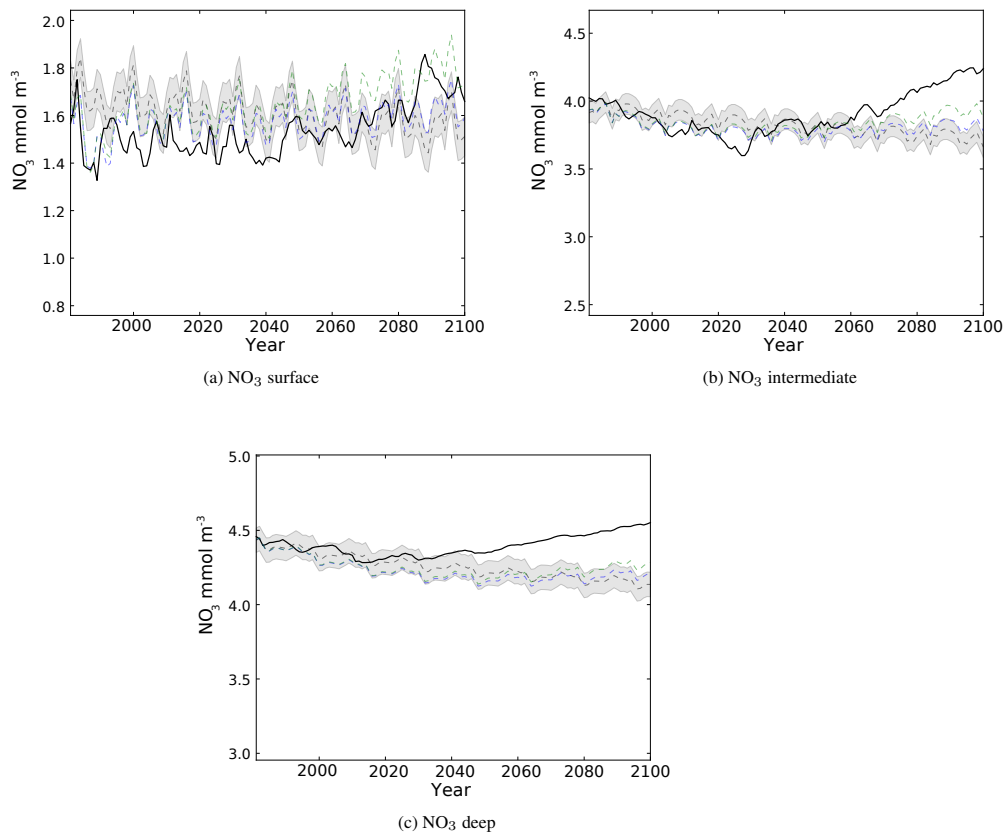 2.0
1.8
1.6
1.4
1.2
1.0
0.8
NO₃ mmol m⁻³
2000 2020 2040 2060 2080 2100
Year
(a) NO₃ surface
4.5
4.0
3.5
3.0
2.5
NO₃ mmol m⁻³
2000 2020 2040 2060 2080 2100
Year
(b) NO₃ intermediate
5.0
4.5
4.0
3.5
3.0
NO₃ mmol m⁻³
2000 2020 2040 2060 2080 2100
Year
(c) NO₃ deep